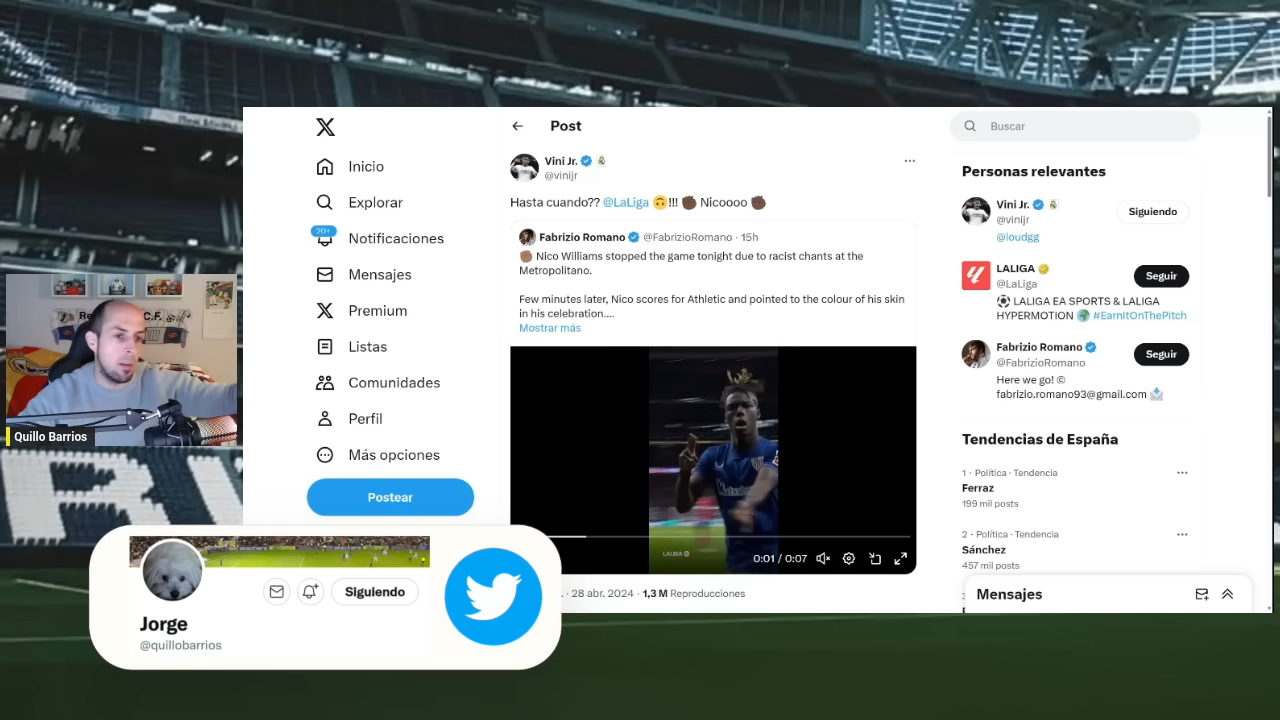 X
Inicio
Explorar
20+
Notificaciones
Mensajes
Premium
Listas
Comunidades
Perfil
Más opciones
Postear
Post
Vini Jr.
@vinijr
Hasta cuando?? @LaLiga 🙃!!! ✊🏾 Nicoooo ✊🏾
Fabrizio Romano @FabrizioRomano · 15h
✊🏽 Nico Williams stopped the game tonight due to racist chants at the
Metropolitano.
Few minutes later, Nico scores for Athletic and pointed to the colour of his skin
in his celebration....
Mostrar más
LALIGA
0:01 / 0:07
. · 28 abr. 2024 · 1,3 M Reproducciones
Buscar
Personas relevantes
Vini Jr.
@vinijr
@loudgg
Siguiendo
LALIGA
@LaLiga
Seguir
⚽ LALIGA EA SPORTS & LALIGA
HYPERMOTION 🌍 #EarnItOnThePitch
Fabrizio Romano
@FabrizioRomano
Seguir
Here we go! ©
fabrizio.romano93@gmail.com 📩
Tendencias de España
1 · Política · Tendencia
Ferraz
199 mil posts
2 · Política · Tendencia
Sánchez
457 mil posts
Mensajes
Quillo Barrios
Siguiendo
Jorge
@quillobarrios